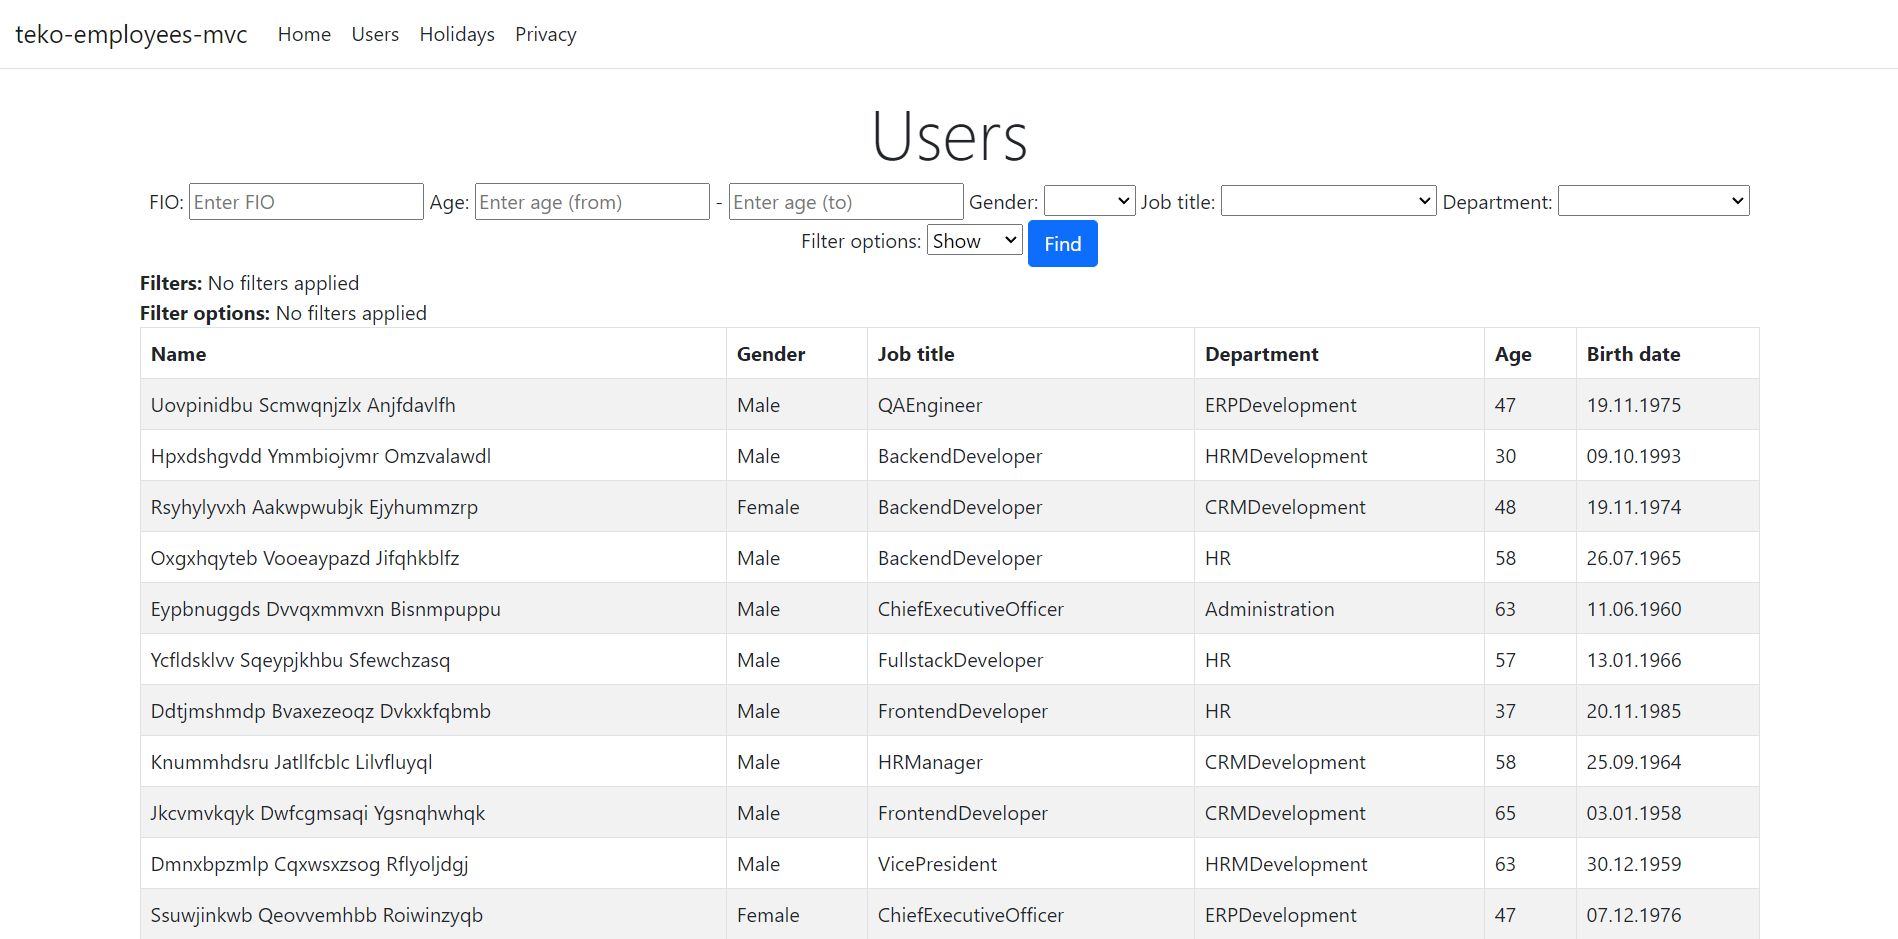 teko-employees-mvc Home Users Holidays Privacy
Users
FIO: Enter FIO Age: Enter age (from) - Enter age (to) Gender: Job title: Department:
Filter options: Show Find
Filters: No filters applied
Filter options: No filters applied
Name Gender Job title Department Age Birth date
Uovpinidbu Scmwqnjzlx Anjfdavlfh Male QAEngineer ERPDevelopment 47 19.11.1975
Hpxdshgvdd Ymmbiojvmr Omzvalawdl Male BackendDeveloper HRMDevelopment 30 09.10.1993
Rsyhylyvxh Aakwpwubjk Ejyhummzrp Female BackendDeveloper CRMDevelopment 48 19.11.1974
Oxgxhqyteb Vooeaypazd Jifqhkblfz Male BackendDeveloper HR 58 26.07.1965
Eypbnuggds Dvvqxmmvxn Bisnmpuppu Male ChiefExecutiveOfficer Administration 63 11.06.1960
Ycfldsklvv Sqeypjkhbu Sfewchzasq Male FullstackDeveloper HR 57 13.01.1966
Ddtjmshmdp Bvaxezeoqz Dvkxkfqbmb Male FrontendDeveloper HR 37 20.11.1985
Knummhdsru Jatllfcblc Lilvfluyql Male HRManager CRMDevelopment 58 25.09.1964
Jkcvmvkqyk Dwfcgmsaqi Ygsnqhwhqk Male FrontendDeveloper CRMDevelopment 65 03.01.1958
Dmnxbpzmlp Cqxwsxzsog Rflyoljdgj Male VicePresident HRMDevelopment 63 30.12.1959
Ssuwjinkwb Qeovvemhbb Roiwinzyqb Female ChiefExecutiveOfficer ERPDevelopment 47 07.12.1976